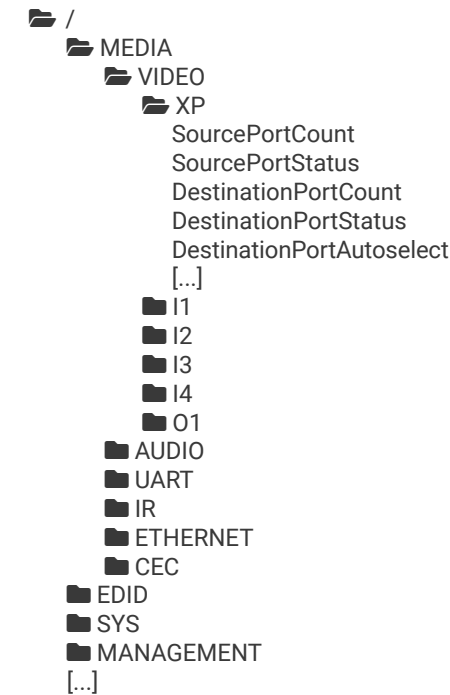 /
MEDIA
VIDEO
XP
SourcePortCount
SourcePortStatus
DestinationPortCount
DestinationPortStatus
DestinationPortAutoselect
[...]
I1
I2
I3
I4
O1
AUDIO
UART
IR
ETHERNET
CEC
EDID
SYS
MANAGEMENT
[...]